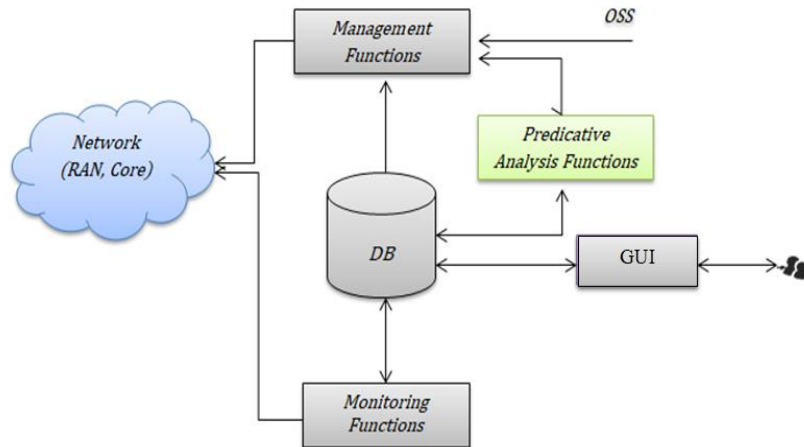 OSS
Management
Functions
Network
(RAN, Core)
Predicative
Analysis Functions
DB
GUI
Monitoring
Functions